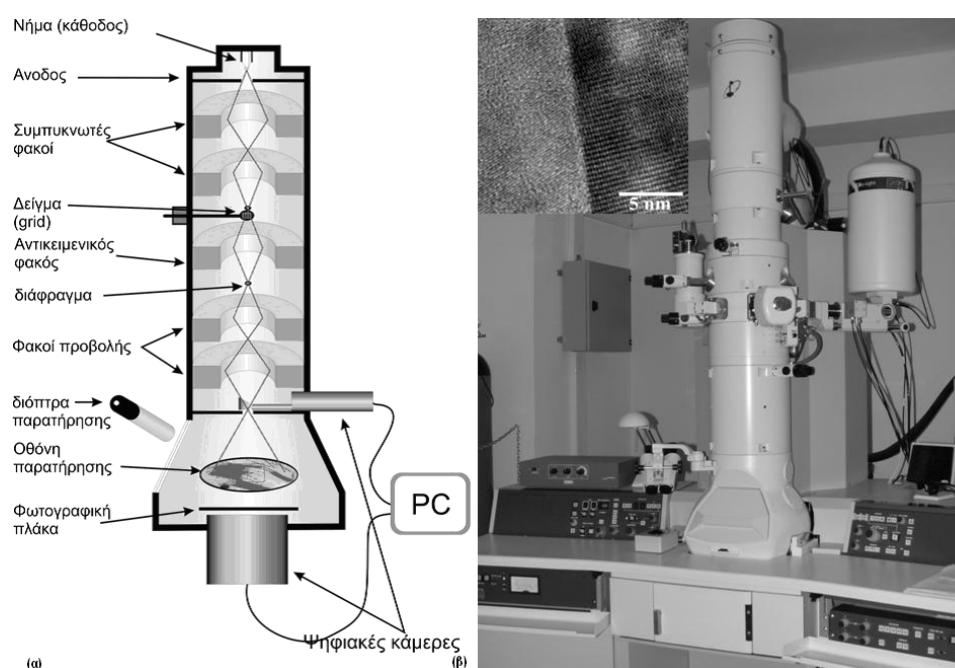 Νήμα (κάθοδος)
Ανοδος
Συμπυκνωτές
φακοί
Δείγμα
(grid)
Αντικειμενικός
φακός
διάφραγμα
Φακοί προβολής
διόπτρα
παρατήρησης
Οθόνη
παρατήρησης
Φωτογραφική
πλάκα
PC
Ψηφιακές κάμερες
(α)
5 nm
(β)